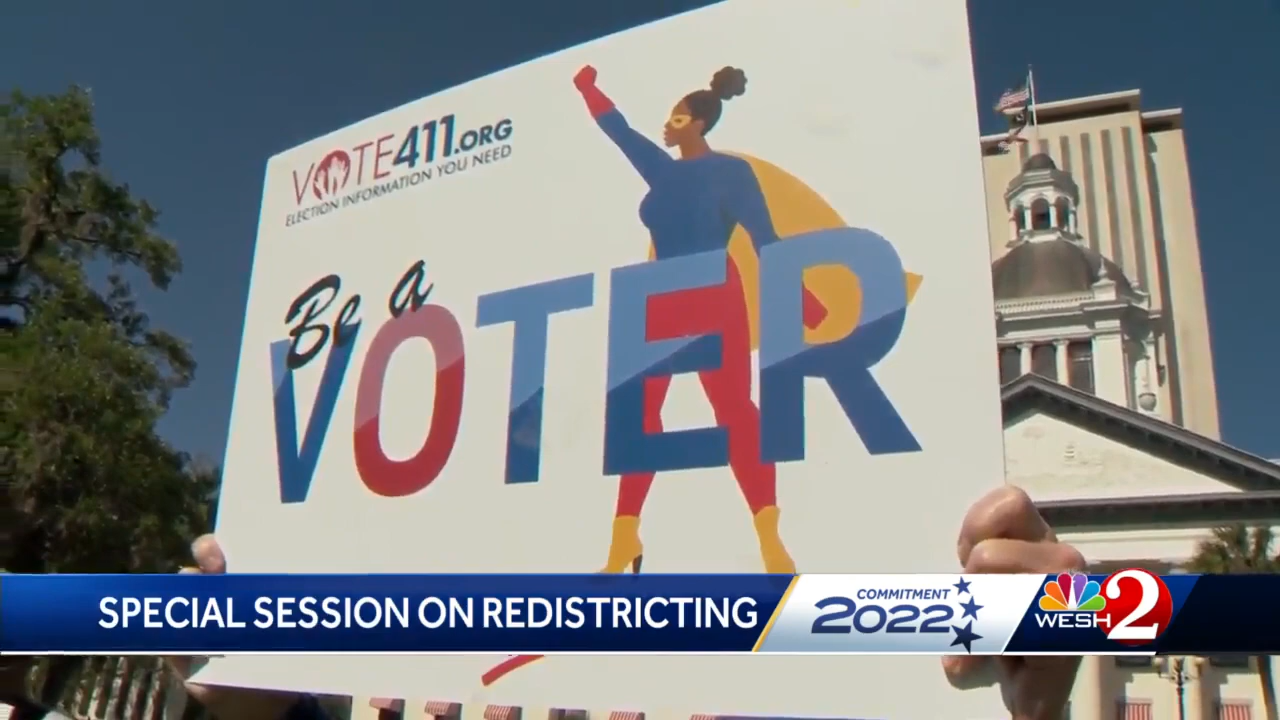 VOTE411.ORG
ELECTION INFORMATION YOU NEED
Be a
VOTER
SPECIAL SESSION ON REDISTRICTING
COMMITMENT
2022
WESH 2